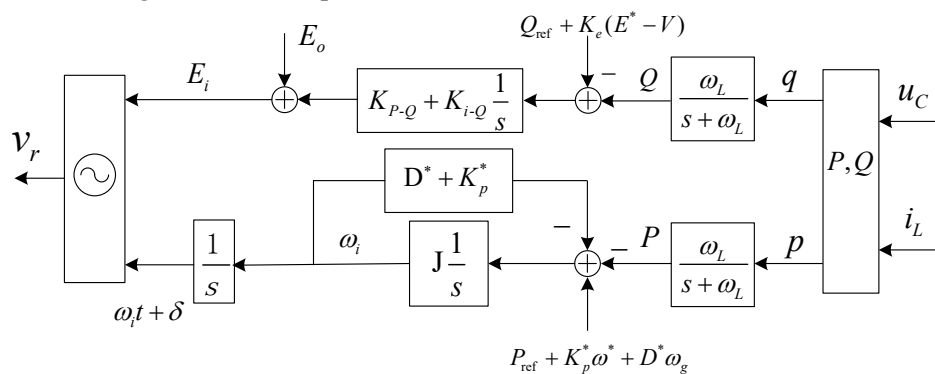 Q_ref + K_e(E* − V)
E_o
E_i
K_{P-Q} + K_{i-Q} 1/s
−
Q
ω_L / (s + ω_L)
q
u_C
v_r
P, Q
D* + K_p*
−
ω_i
1/s
J 1/s
−
P
ω_L / (s + ω_L)
p
i_L
ω_i t + δ
P_ref + K_p* ω* + D* ω_g